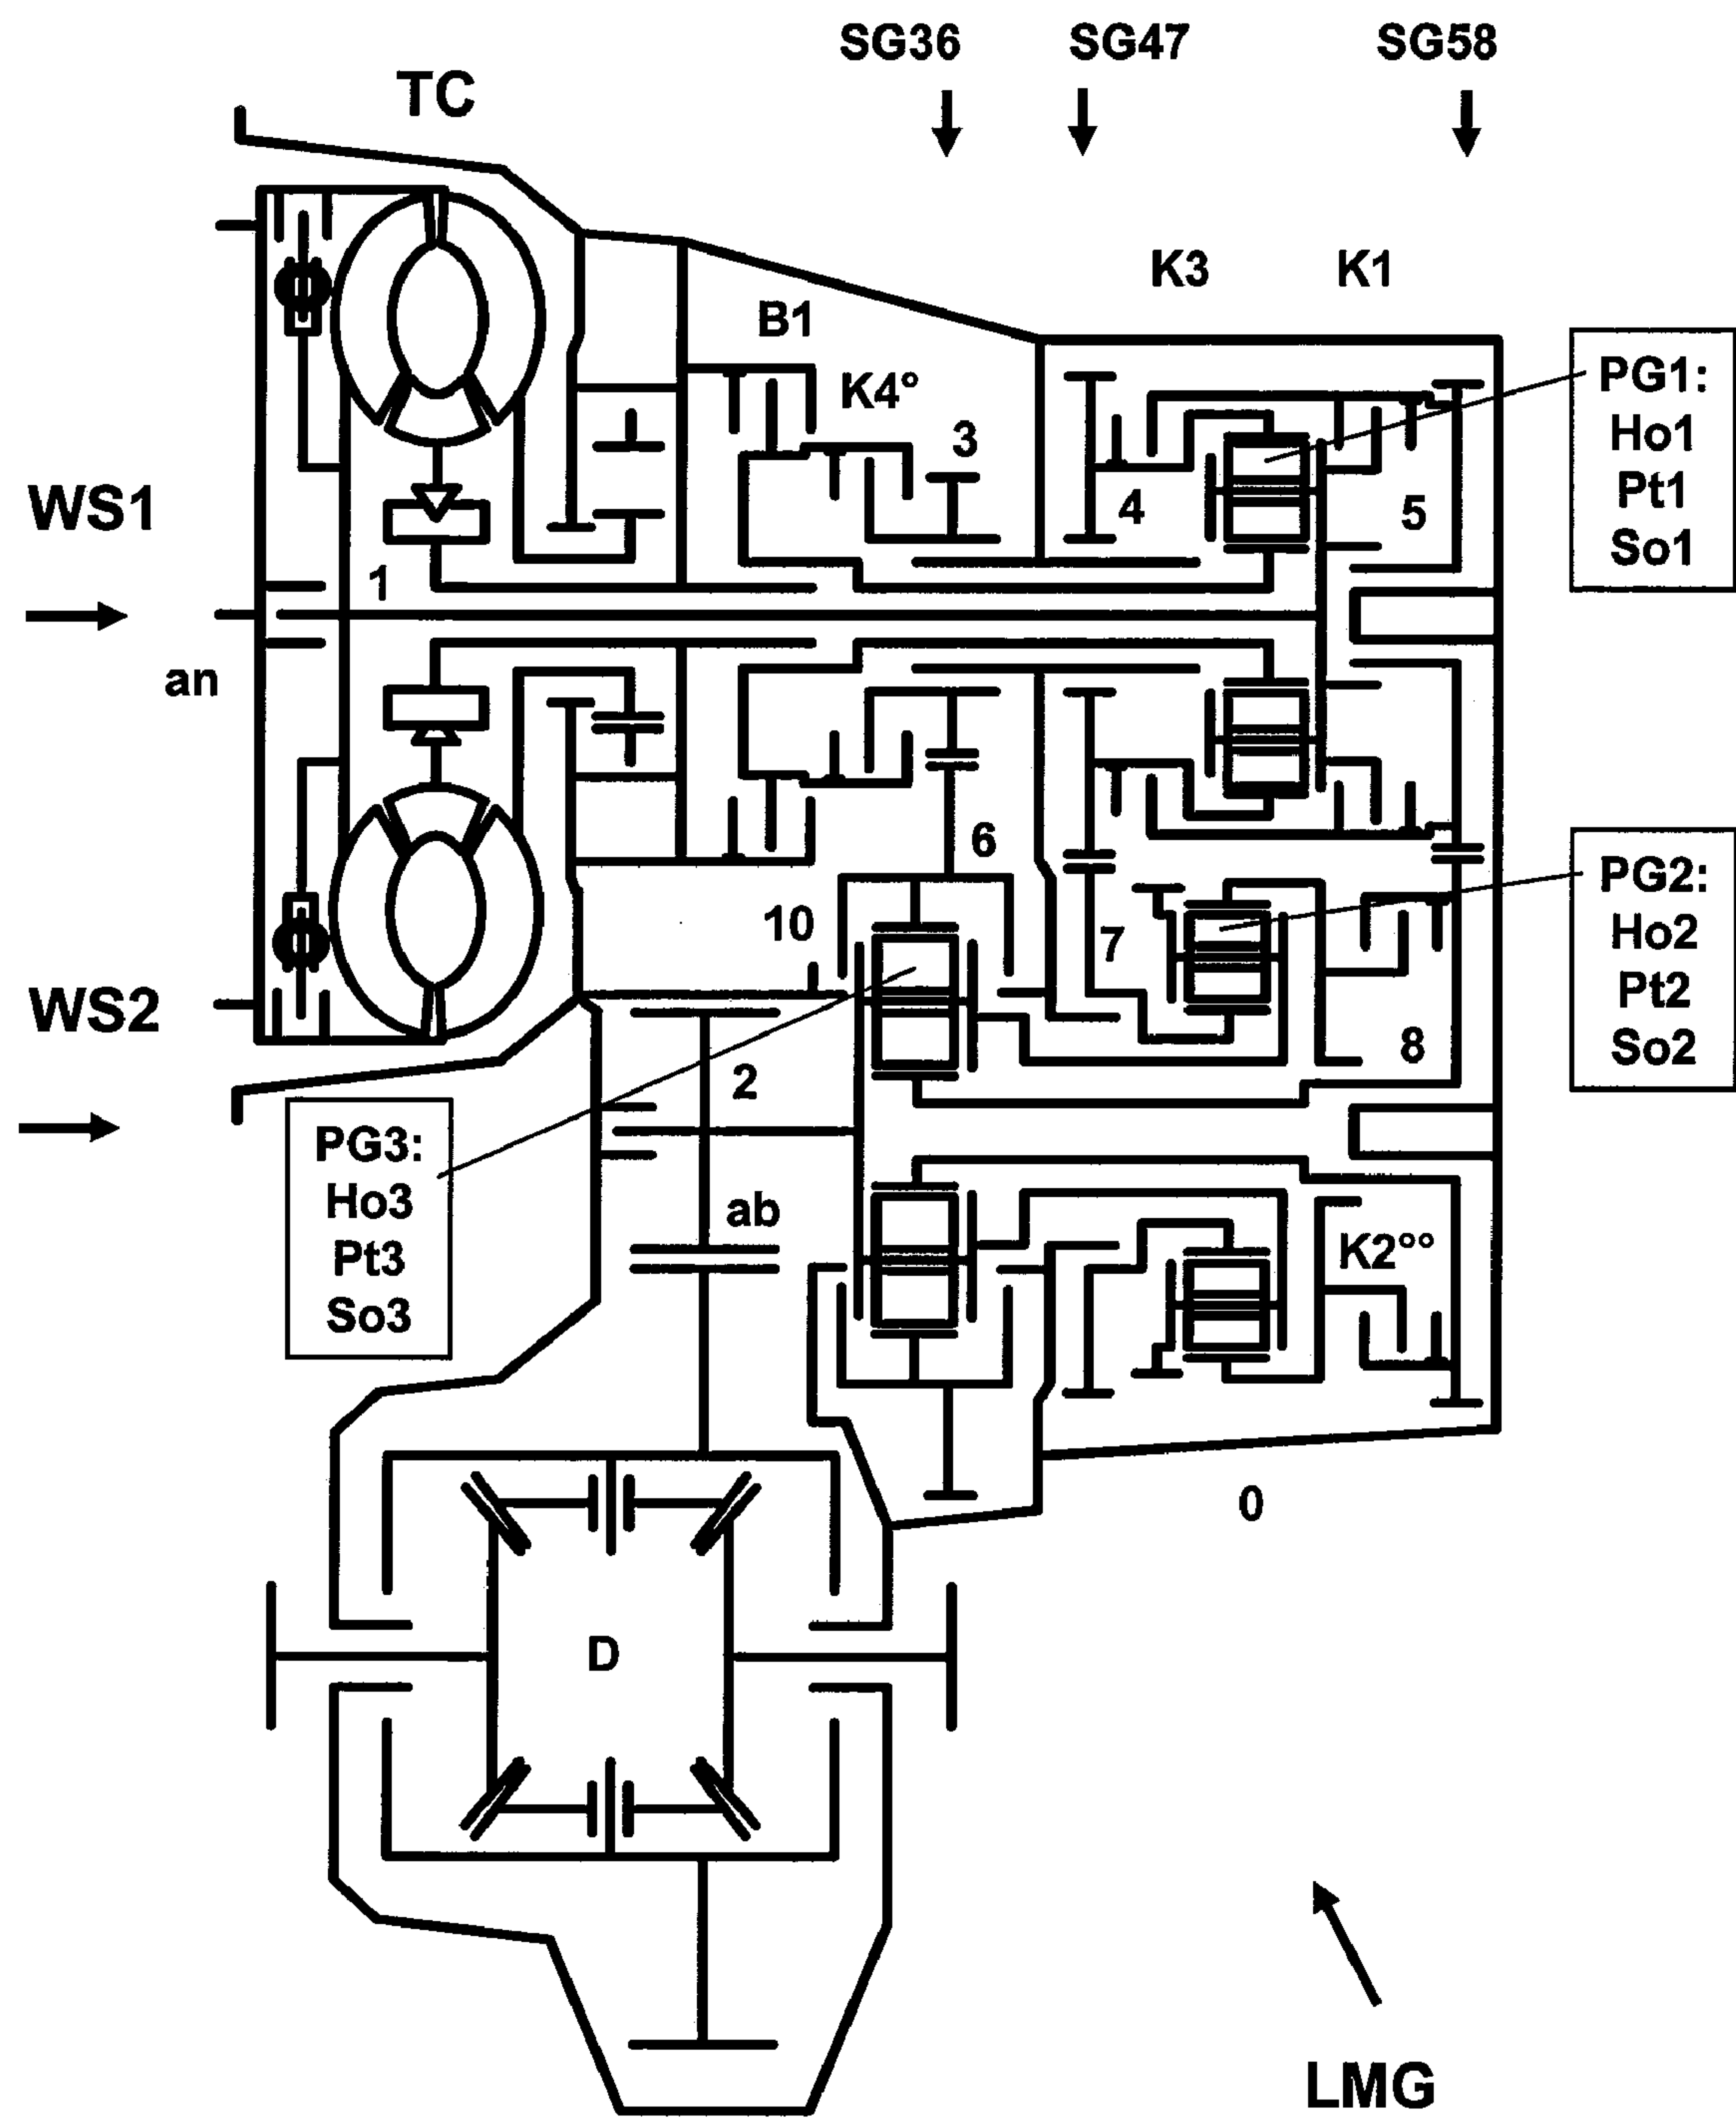 SG36 SG47 SG58
TC
K3 K1
B1
K4°
3
PG1:
Ho1
Pt1
So1
WS1
4
5
1
an
6
PG2:
Ho2
Pt2
So2
10
7
WS2
8
2
PG3:
Ho3
Pt3
So3
ab
K2°°
0
D
LMG